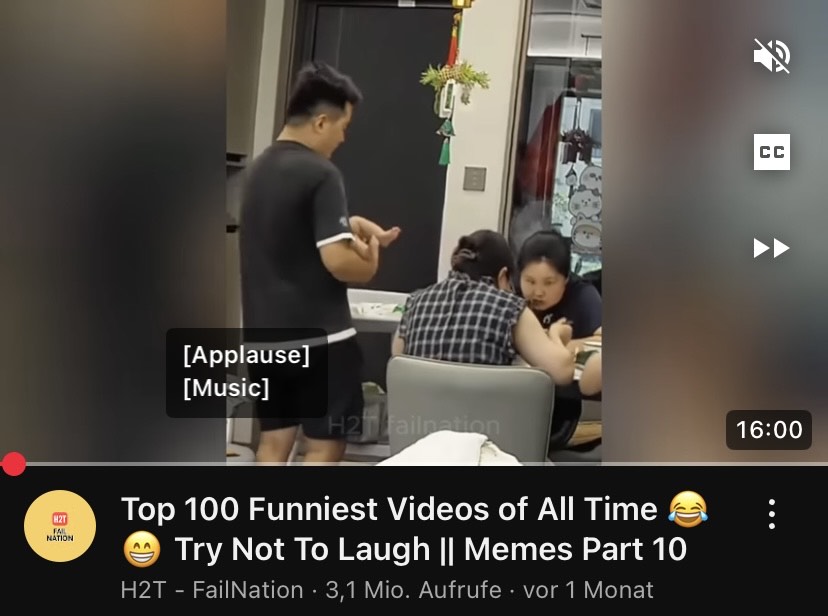 CC
[Applause]
[Music]
H2T failnation
16:00
H2T
FAIL
NATION
Top 100 Funniest Videos of All Time 😂
😁 Try Not To Laugh || Memes Part 10
H2T - FailNation · 3,1 Mio. Aufrufe · vor 1 Monat